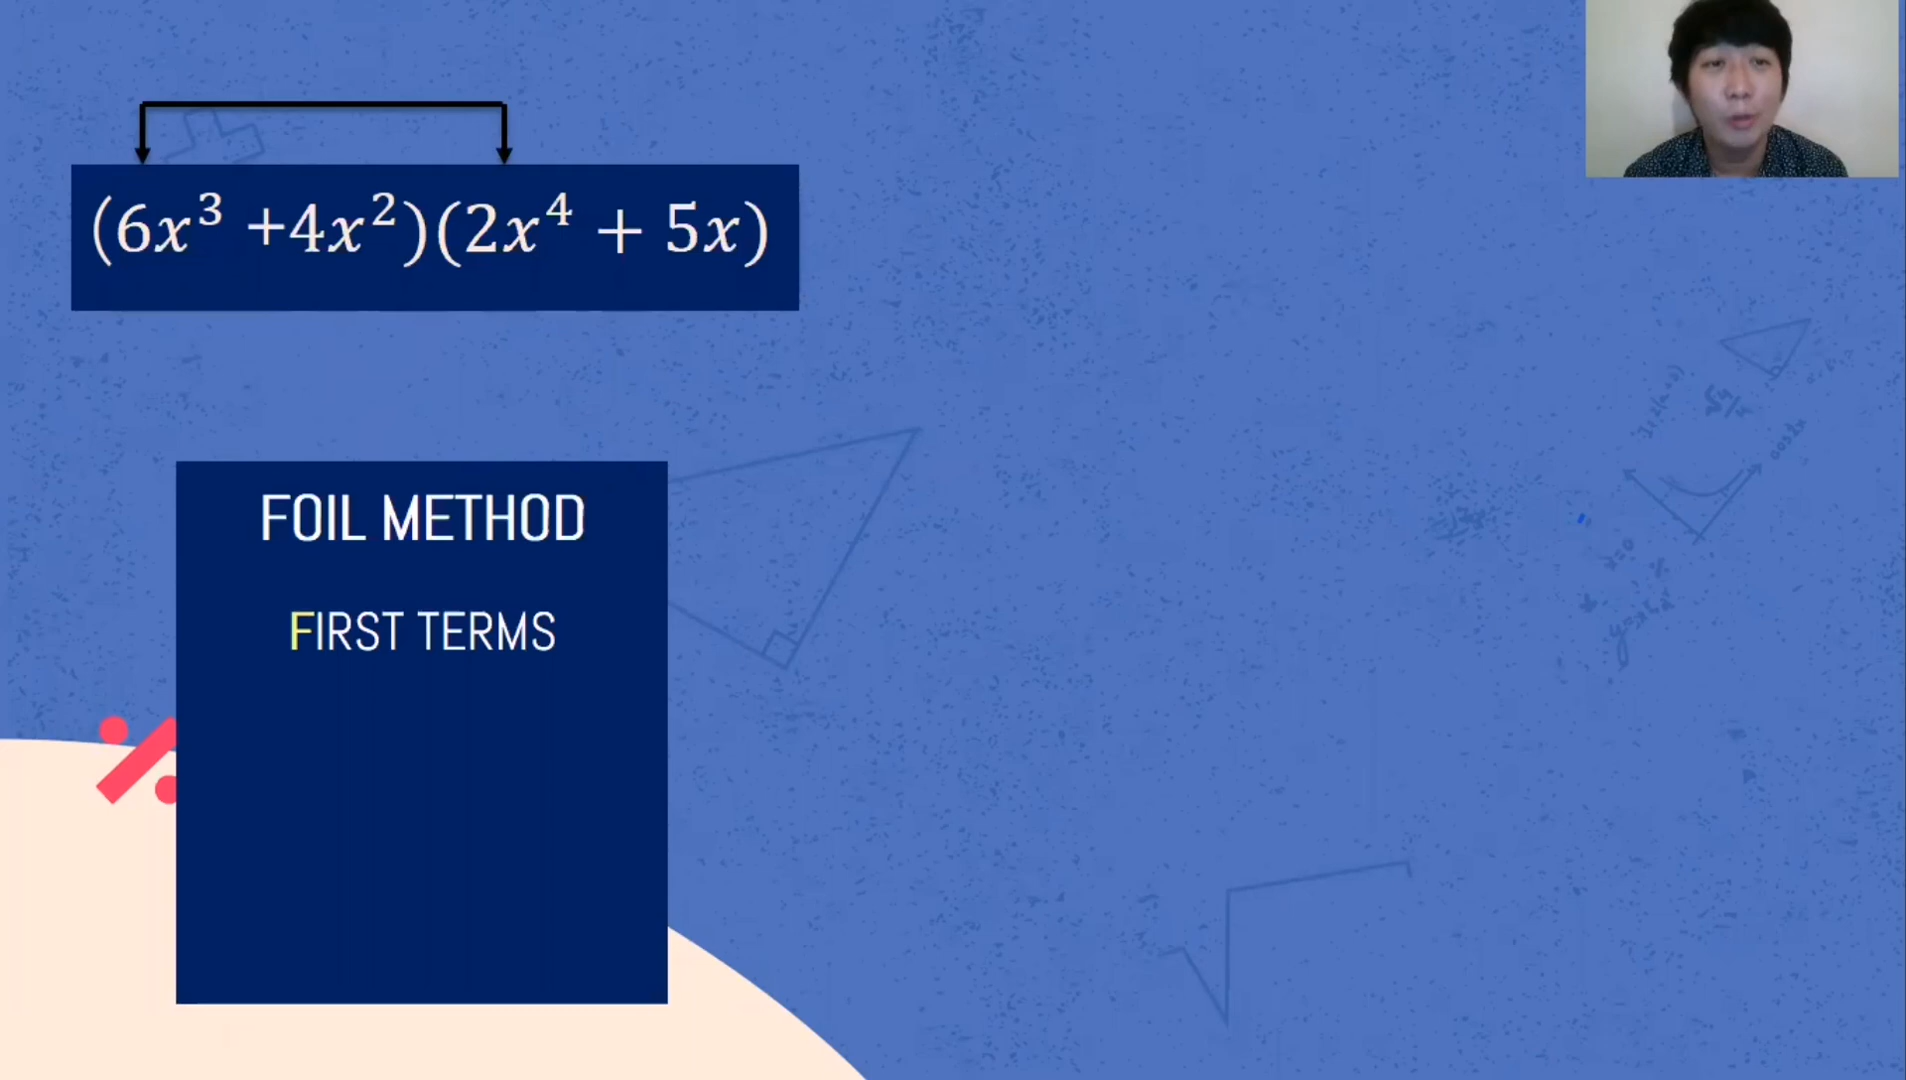 (6x³ +4x²)(2x⁴ + 5x)
FOIL METHOD
FIRST TERMS